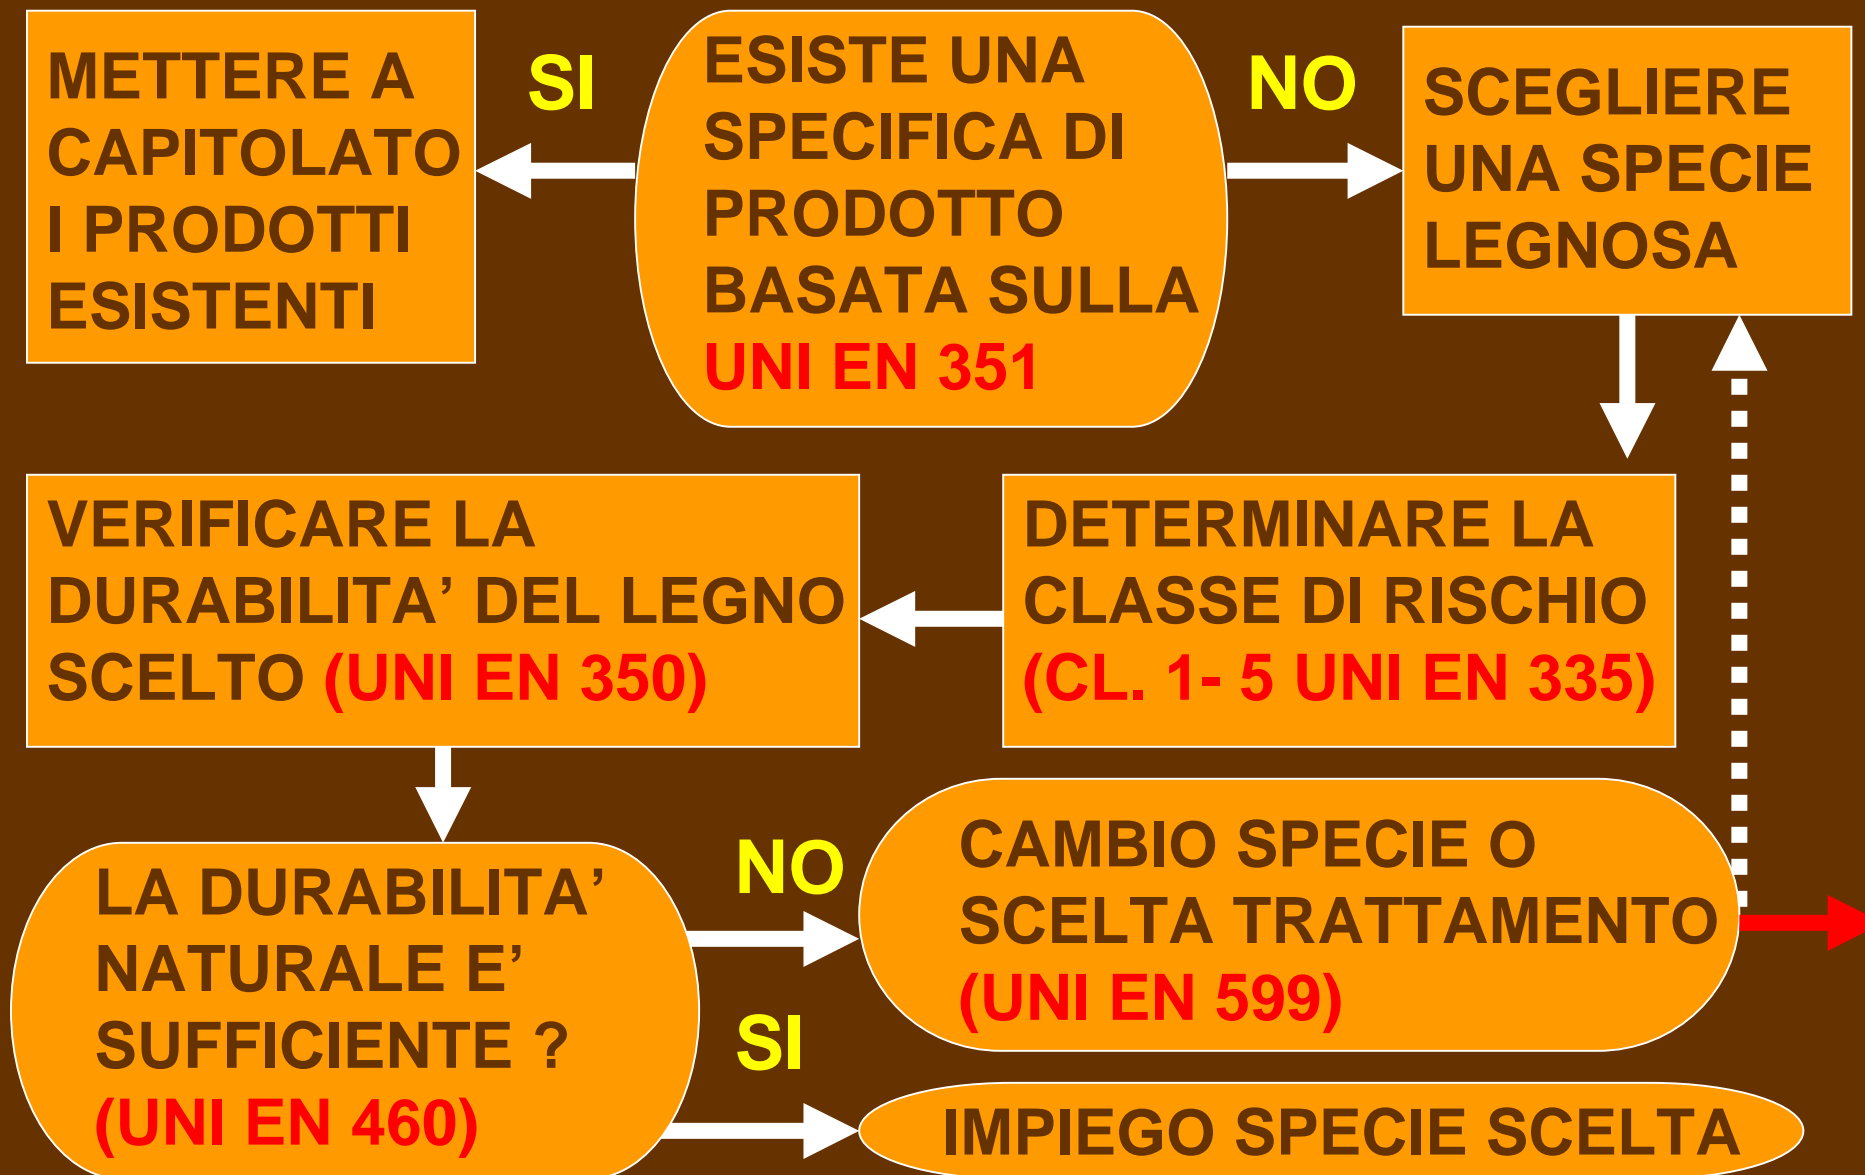 METTERE A
CAPITOLATO
I PRODOTTI
ESISTENTI
SI
ESISTE UNA
SPECIFICA DI
PRODOTTO
BASATA SULLA
UNI EN 351
NO
SCEGLIERE
UNA SPECIE
LEGNOSA
VERIFICARE LA
DURABILITA’ DEL LEGNO
SCELTO (UNI EN 350)
DETERMINARE LA
CLASSE DI RISCHIO
(CL. 1- 5 UNI EN 335)
LA DURABILITA’
NATURALE E’
SUFFICIENTE ?
(UNI EN 460)
NO
CAMBIO SPECIE O
SCELTA TRATTAMENTO
(UNI EN 599)
SI
IMPIEGO SPECIE SCELTA